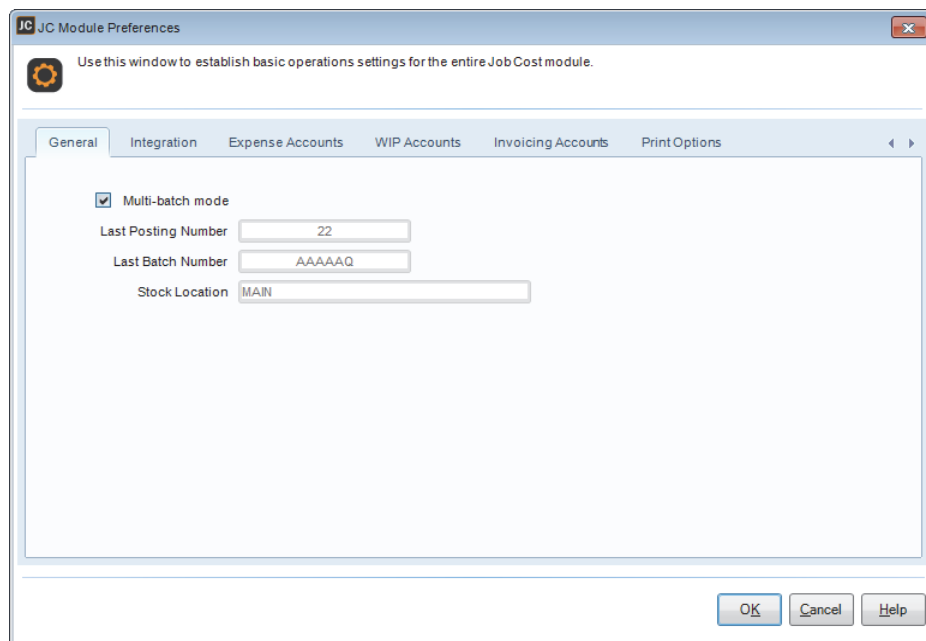 JC JC Module Preferences
Use this window to establish basic operations settings for the entire Job Cost module.
General Integration Expense Accounts WIP Accounts Invoicing Accounts Print Options
Multi-batch mode
Last Posting Number 22
Last Batch Number AAAAAQ
Stock Location MAIN
OK Cancel Help